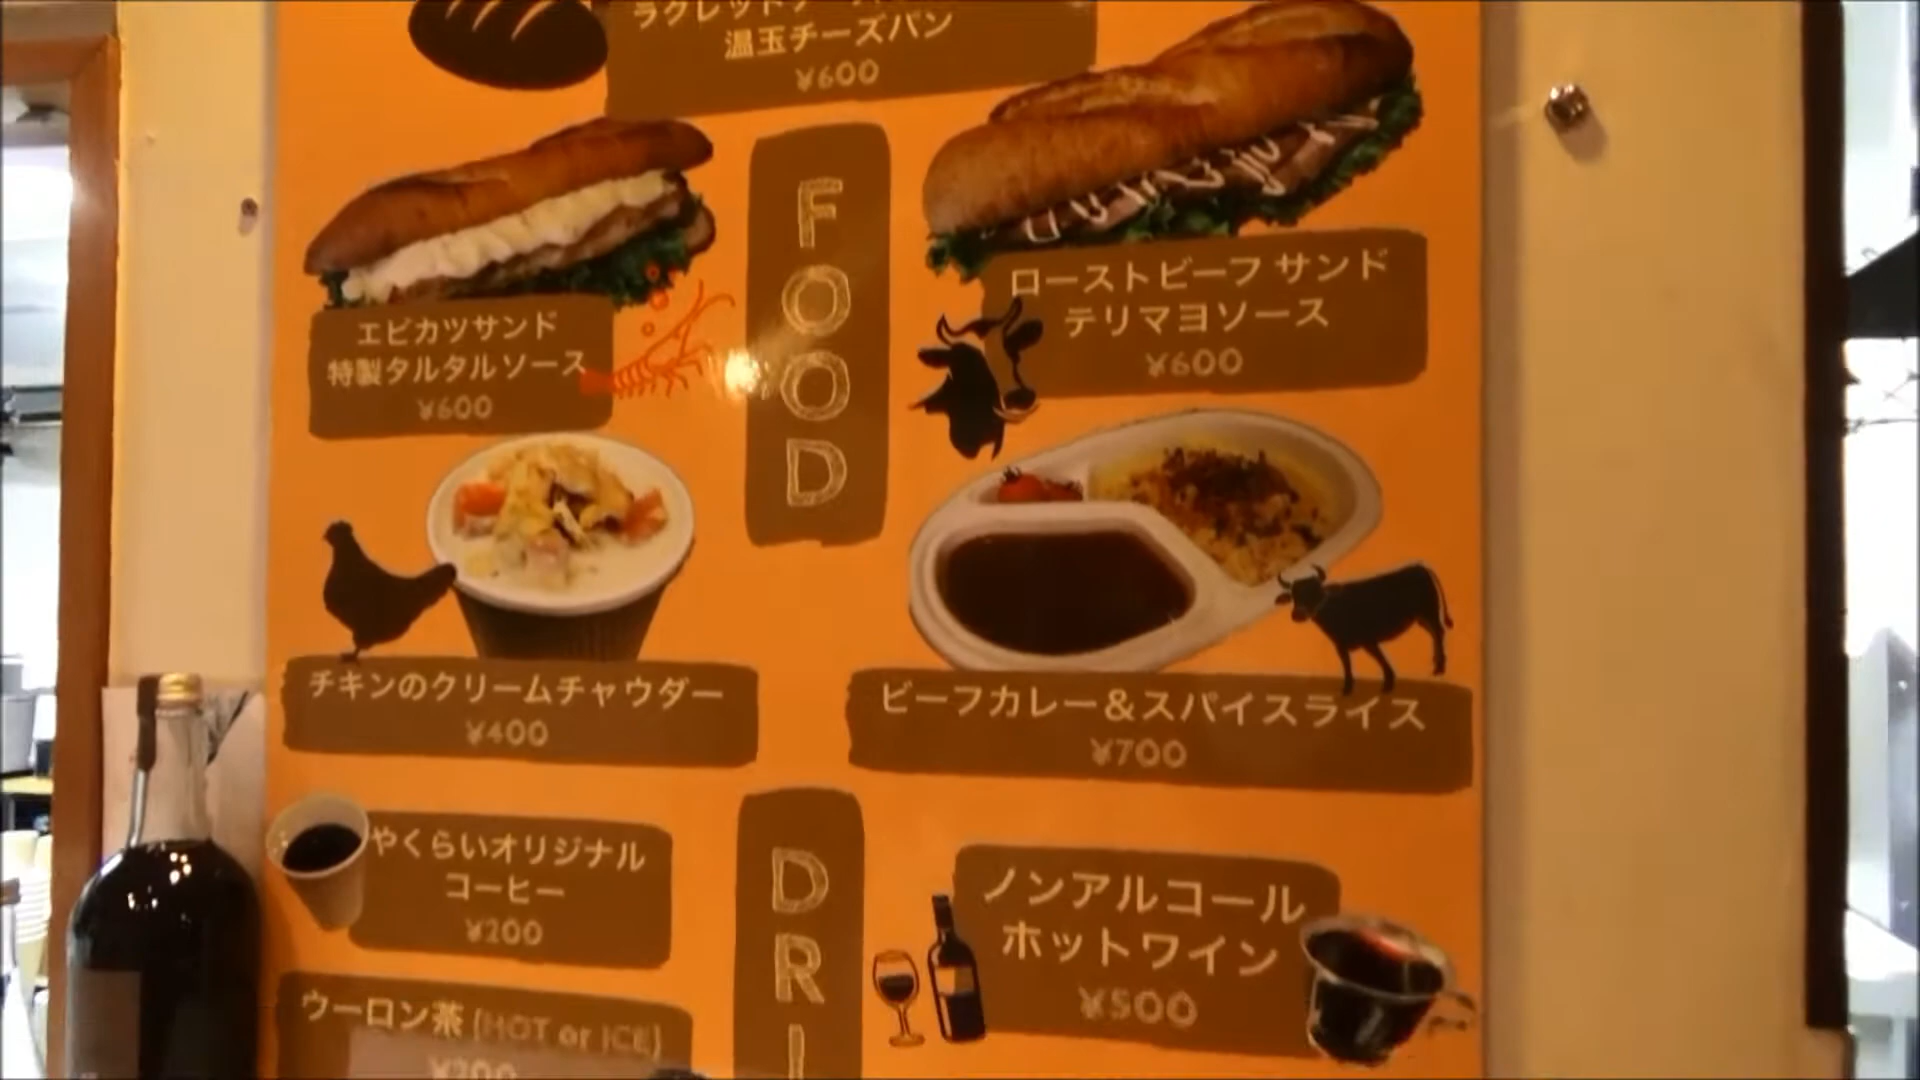 温玉チーズパン
¥600
FOOD
エビカツサンド
特製タルタルソース
¥600
ローストビーフ サンド
テリマヨソース
¥600
チキンのクリームチャウダー
¥400
ビーフカレー&スパイスライス
¥700
DRI
やくらいオリジナル
コーヒー
¥200
ノンアルコール
ホットワイン
¥500
ウーロン茶 (HOT or ICE)
¥200